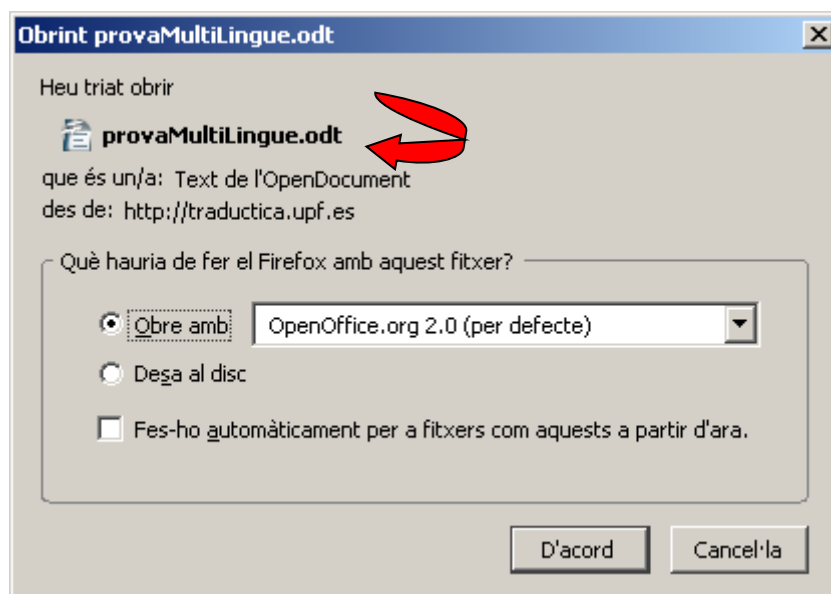 Obrint provaMultiLingue.odt
Heu triat obrir
provaMultiLingue.odt
que és un/a: Text de l'OpenDocument
des de: http://traductica.upf.es
Què hauria de fer el Firefox amb aquest fitxer?
Obre amb OpenOffice.org 2.0 (per defecte)
Desa al disc
Fes-ho automàticament per a fitxers com aquests a partir d'ara.
D'acord Cancel·la